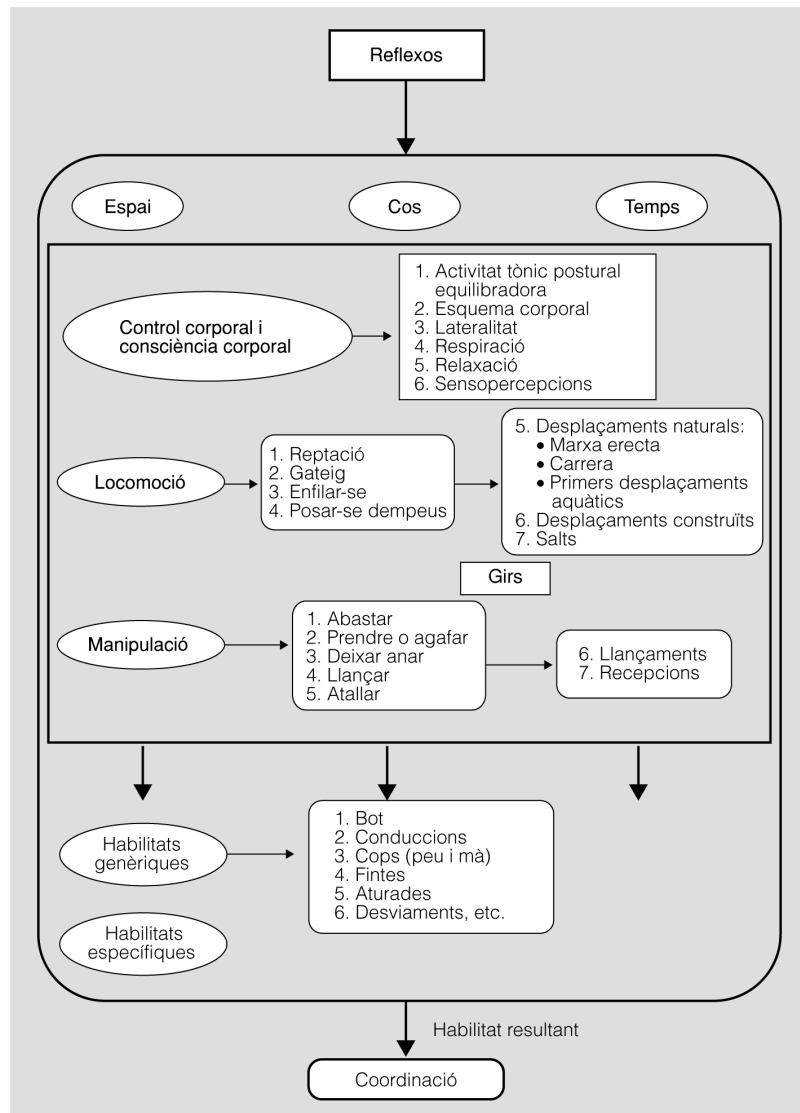 Reflexos
Espai
Cos
Temps
Control corporal i
consciència corporal
1. Activitat tònic postural
equilibradora
2. Esquema corporal
3. Lateralitat
4. Respiració
5. Relaxació
6. Sensopercepcions
Locomoció
1. Reptació
2. Gateig
3. Enfilar-se
4. Posar-se dempeus
5. Desplaçaments naturals:
• Marxa erecta
• Carrera
• Primers desplaçaments
aquàtics
6. Desplaçaments construïts
7. Salts
Girs
Manipulació
1. Abastar
2. Prendre o agafar
3. Deixar anar
4. Llançar
5. Atallar
6. Llançaments
7. Recepcions
Habilitats
genèriques
1. Bot
2. Conduccions
3. Cops (peu i mà)
4. Fintes
5. Aturades
6. Desviaments, etc.
Habilitats
específiques
Habilitat resultant
Coordinació